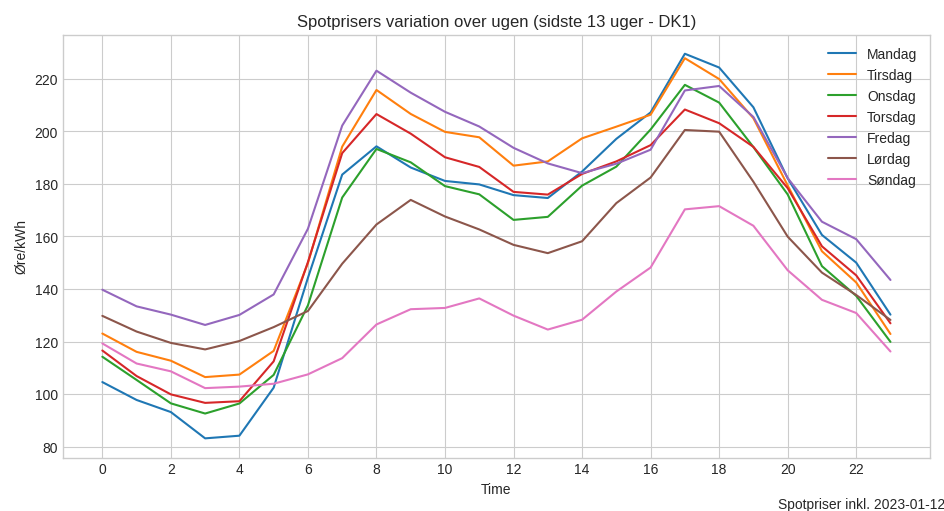 Spotprisers variation over ugen (sidste 13 uger - DK1)
Mandag
Tirsdag
Onsdag
Torsdag
Fredag
Lørdag
Søndag
Øre/kWh
220
200
180
160
140
120
100
80
0 2 4 6 8 10 12 14 16 18 20 22
Time
Spotpriser inkl. 2023-01-12